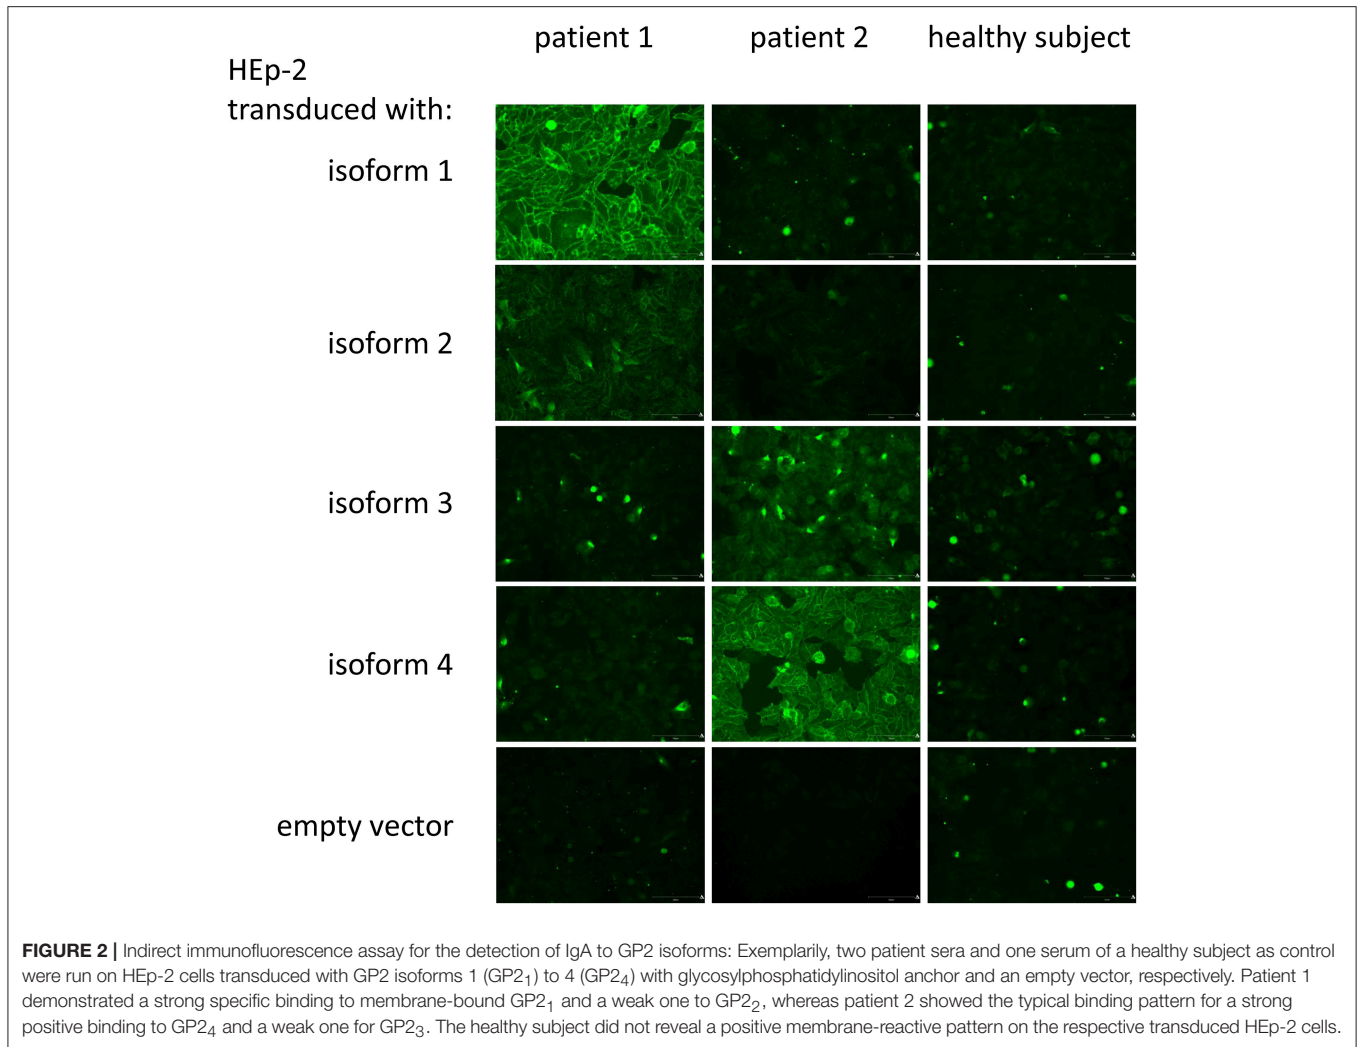 patient 1 patient 2 healthy subject
HEp-2
transduced with:
isoform 1
isoform 2
isoform 3
isoform 4
empty vector
FIGURE 2 | Indirect immunofluorescence assay for the detection of IgA to GP2 isoforms: Exemplarily, two patient sera and one serum of a healthy subject as control
were run on HEp-2 cells transduced with GP2 isoforms 1 (GP2₁) to 4 (GP2₄) with glycosylphosphatidylinositol anchor and an empty vector, respectively. Patient 1
demonstrated a strong specific binding to membrane-bound GP2₁ and a weak one to GP2₂, whereas patient 2 showed the typical binding pattern for a strong
positive binding to GP2₄ and a weak one for GP2₃. The healthy subject did not reveal a positive membrane-reactive pattern on the respective transduced HEp-2 cells.